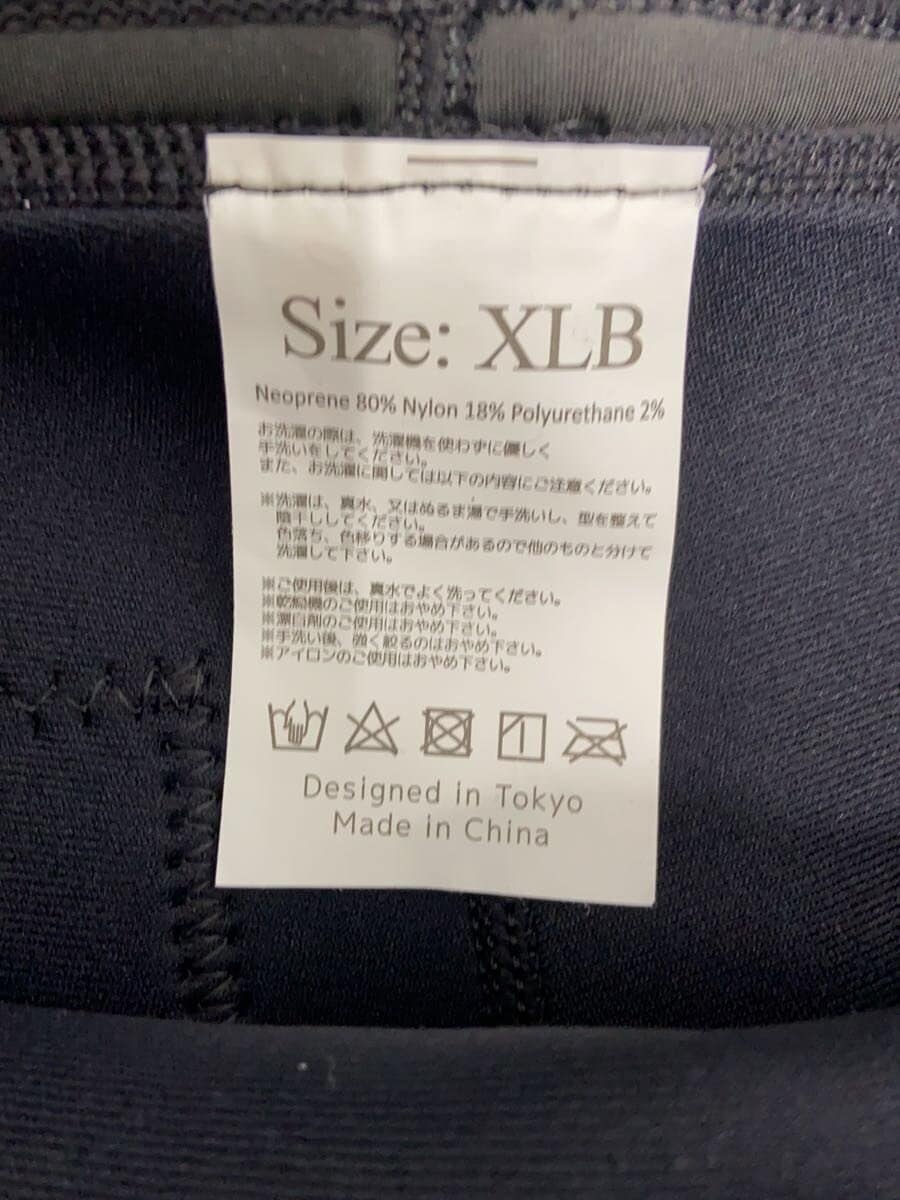 Size: XLB
Neoprene 80% Nylon 18% Polyurethane 2%
お洗濯の際は、洗濯機を使わずに優しく
手洗いをしてください。
また、お洗濯に関しては以下の内容にご注意ください。
※洗濯は、真水、又はぬるま湯で手洗いし、型を整えて
陰干ししてください。
色落ち、色移りする場合があるので他のものと分けて
洗濯して下さい。
※ご使用後は、真水でよく洗ってください。
※乾燥機のご使用はおやめ下さい。
※漂白剤のご使用はおやめ下さい。
※手洗い後、強く絞るのはおやめ下さい。
※アイロンのご使用はおやめ下さい。
Designed in Tokyo
Made in China